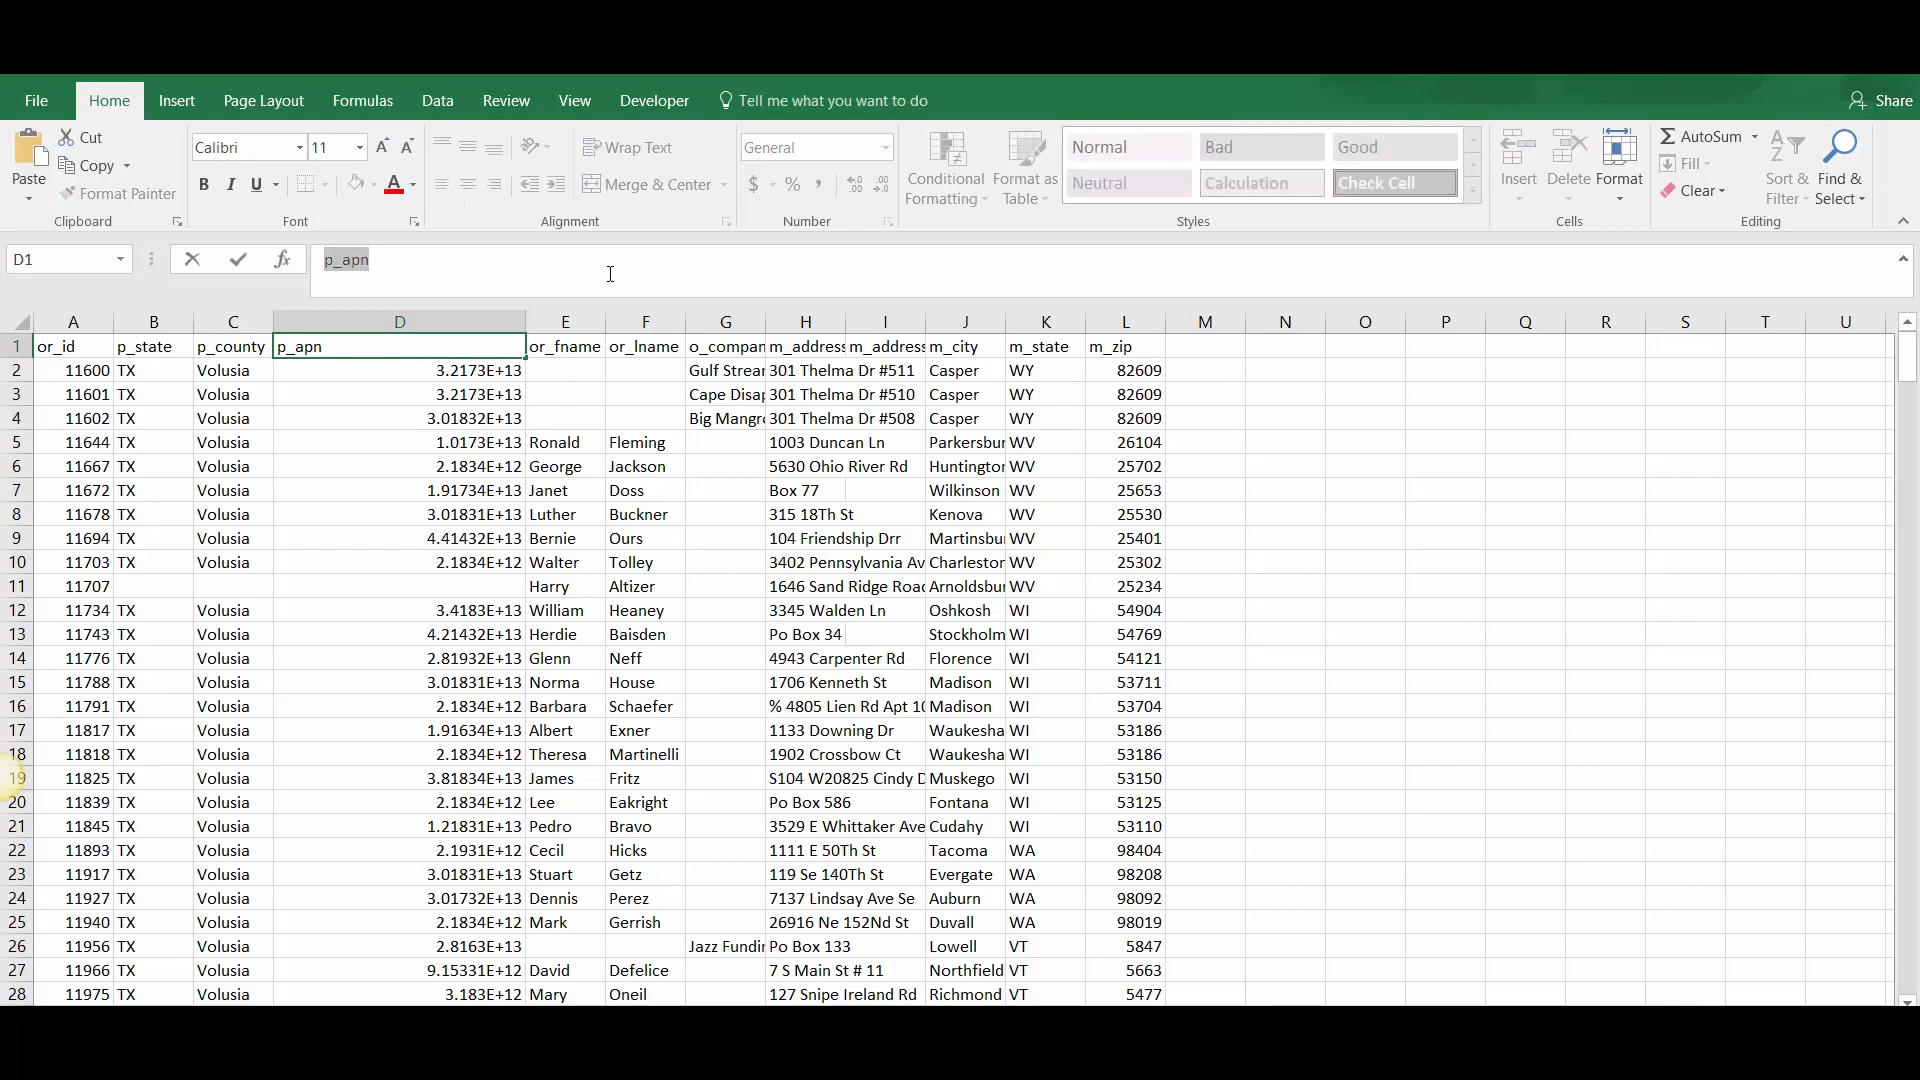 File Home Insert Page Layout Formulas Data Review View Developer Tell me what you want to do Share
Paste Cut Copy Format Painter Clipboard
Calibri 11 B I U Font
Wrap Text Merge & Center Alignment
General $ % , Number
Conditional Formatting Format as Table
Normal Bad Good
Neutral Calculation Check Cell
Styles
Insert Delete Format Cells
AutoSum Fill Clear Sort & Filter Find & Select Editing
D1 fx p_apn
A B C D E F G H I J K L M N O P Q R S T U
1 or_id p_state p_county p_apn or_fname or_lname o_compan m_address m_address m_city m_state m_zip
2 11600 TX Volusia 3.2173E+13 Gulf Strear 301 Thelma Dr #511 Casper WY 82609
3 11601 TX Volusia 3.2173E+13 Cape Disap 301 Thelma Dr #510 Casper WY 82609
4 11602 TX Volusia 3.01832E+13 Big Mangro 301 Thelma Dr #508 Casper WY 82609
5 11644 TX Volusia 1.0173E+13 Ronald Fleming 1003 Duncan Ln Parkersbur WV 26104
6 11667 TX Volusia 2.1834E+12 George Jackson 5630 Ohio River Rd Huntington WV 25702
7 11672 TX Volusia 1.91734E+13 Janet Doss Box 77 Wilkinson WV 25653
8 11678 TX Volusia 3.01831E+13 Luther Buckner 315 18Th St Kenova WV 25530
9 11694 TX Volusia 4.41432E+13 Bernie Ours 104 Friendship Drr Martinsbur WV 25401
10 11703 TX Volusia 2.1834E+12 Walter Tolley 3402 Pennsylvania Av Charleston WV 25302
11 11707 Harry Altizer 1646 Sand Ridge Road Arnoldsbur WV 25234
12 11734 TX Volusia 3.4183E+13 William Heaney 3345 Walden Ln Oshkosh WI 54904
13 11743 TX Volusia 4.21432E+13 Herdie Baisden Po Box 34 Stockholm WI 54769
14 11776 TX Volusia 2.81932E+13 Glenn Neff 4943 Carpenter Rd Florence WI 54121
15 11788 TX Volusia 3.01831E+13 Norma House 1706 Kenneth St Madison WI 53711
16 11791 TX Volusia 2.1834E+12 Barbara Schaefer % 4805 Lien Rd Apt 10 Madison WI 53704
17 11817 TX Volusia 1.91634E+13 Albert Exner 1133 Downing Dr Waukesha WI 53186
18 11818 TX Volusia 2.1834E+12 Theresa Martinelli 1902 Crossbow Ct Waukesha WI 53186
19 11825 TX Volusia 3.81834E+13 James Fritz S104 W20825 Cindy D Muskego WI 53150
20 11839 TX Volusia 2.1834E+12 Lee Eakright Po Box 586 Fontana WI 53125
21 11845 TX Volusia 1.21831E+13 Pedro Bravo 3529 E Whittaker Ave Cudahy WI 53110
22 11893 TX Volusia 2.1931E+12 Cecil Hicks 1111 E 50Th St Tacoma WA 98404
23 11917 TX Volusia 3.01831E+13 Stuart Getz 119 Se 140Th St Evergate WA 98208
24 11927 TX Volusia 3.01732E+13 Dennis Perez 7137 Lindsay Ave Se Auburn WA 98092
25 11940 TX Volusia 2.1834E+12 Mark Gerrish 26916 Ne 152Nd St Duvall WA 98019
26 11956 TX Volusia 2.8163E+13 Jazz Fundin Po Box 133 Lowell VT 5847
27 11966 TX Volusia 9.15331E+12 David Defelice 7 S Main St # 11 Northfield VT 5663
28 11975 TX Volusia 3.183E+12 Mary Oneil 127 Snipe Ireland Rd Richmond VT 5477